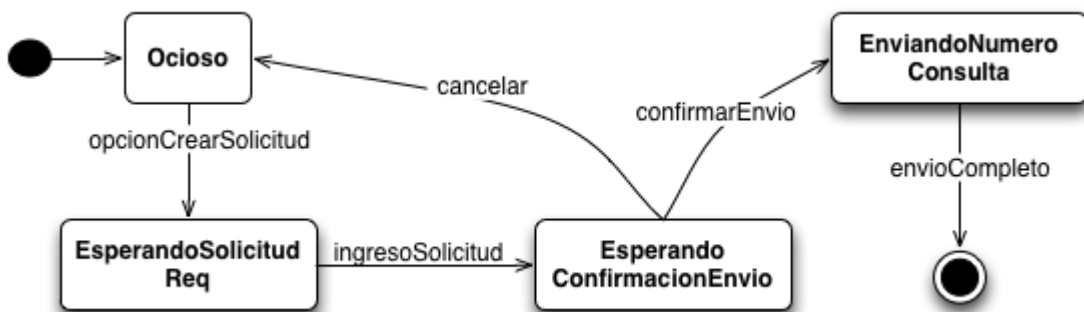 Ocioso
EnviandoNumero
Consulta
cancelar
confirmarEnvio
opcionCrearSolicitud
envioCompleto
EsperandoSolicitud
Req
ingresoSolicitud
Esperando
ConfirmacionEnvio